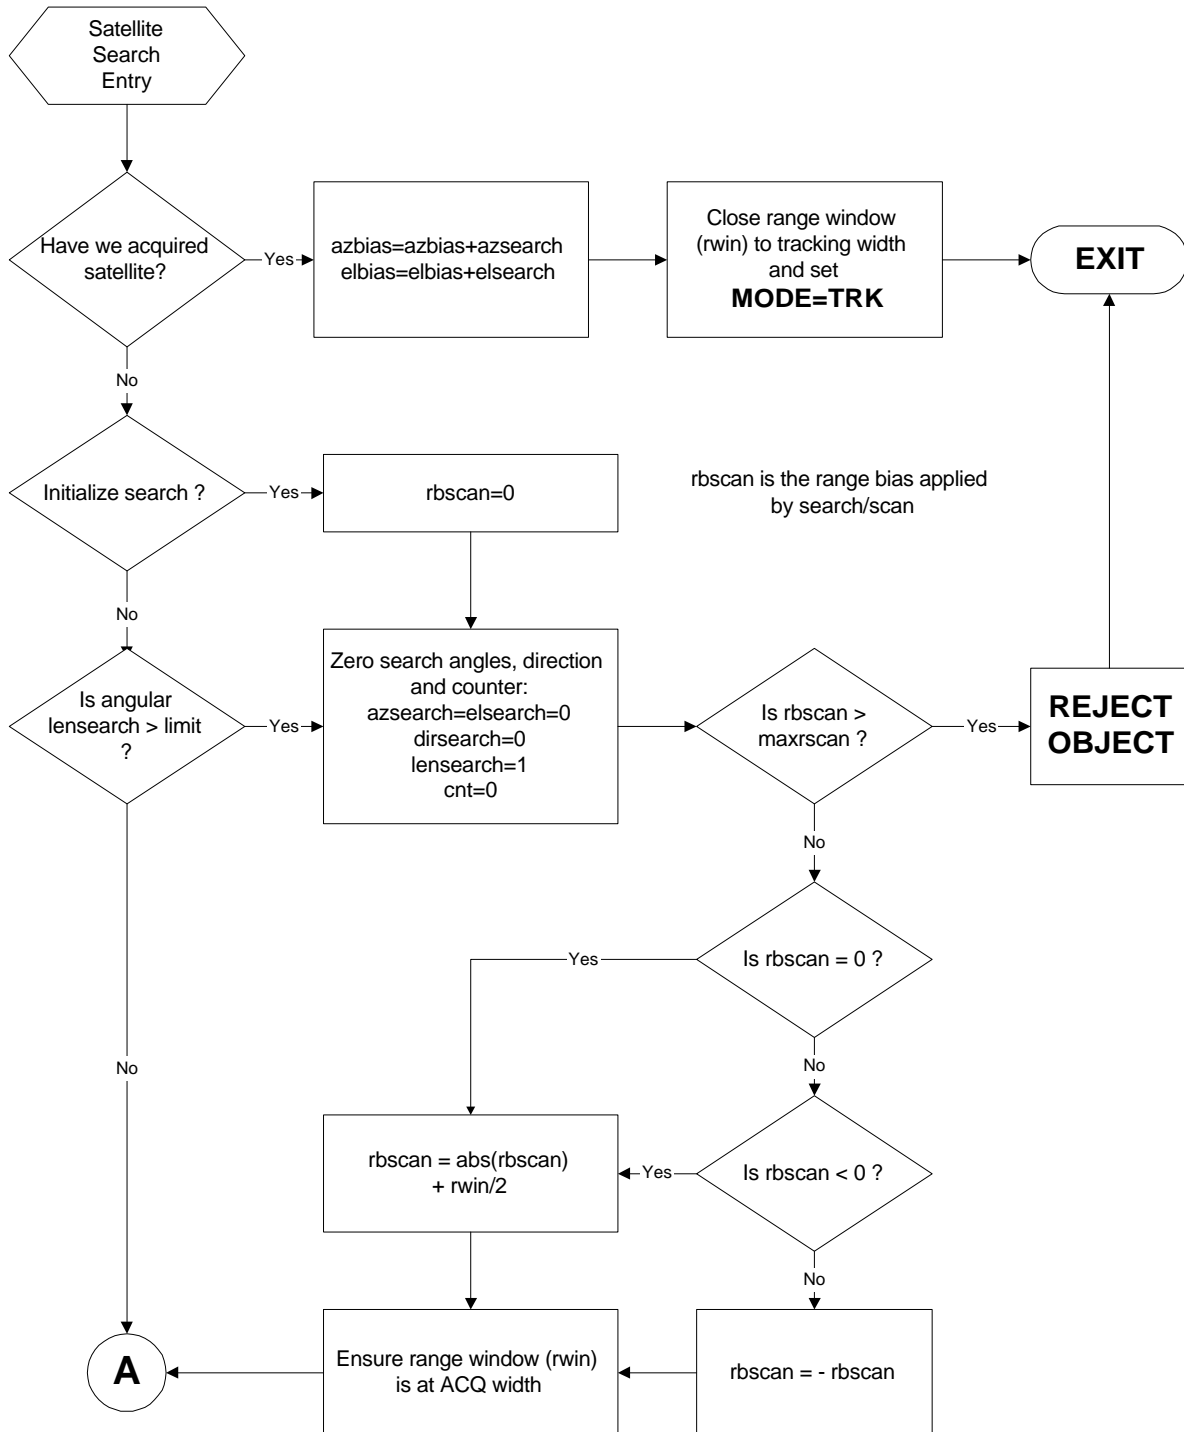 Satellite
Search
Entry
Have we acquired
satellite?
Yes
azbias=azbias+azsearch
elbias=elbias+elsearch
Close range window
(rwin) to tracking width
and set
MODE=TRK
EXIT
No
Initialize search ?
Yes
rbscan=0
rbscan is the range bias applied
by search/scan
No
Is angular
lensearch > limit
?
Yes
Zero search angles, direction
and counter:
azsearch=elsearch=0
dirsearch=0
lensearch=1
cnt=0
Is rbscan >
maxrscan ?
Yes
REJECT
OBJECT
No
Is rbscan = 0 ?
Yes
No
No
Is rbscan < 0 ?
Yes
rbscan = abs(rbscan)
+ rwin/2
No
rbscan = - rbscan
Ensure range window (rwin)
is at ACQ width
A